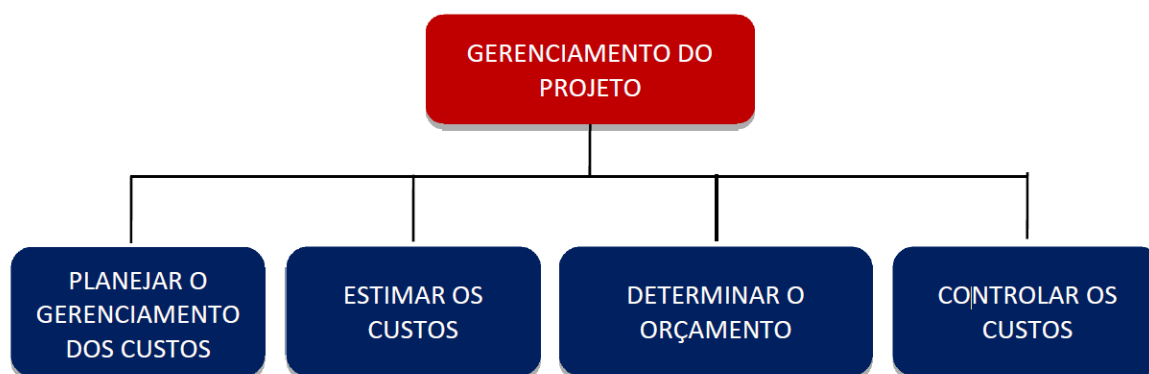 GERENCIAMENTO DO
PROJETO
PLANEJAR O
GERENCIAMENTO
DOS CUSTOS
ESTIMAR OS
CUSTOS
DETERMINAR O
ORÇAMENTO
CONTROLAR OS
CUSTOS